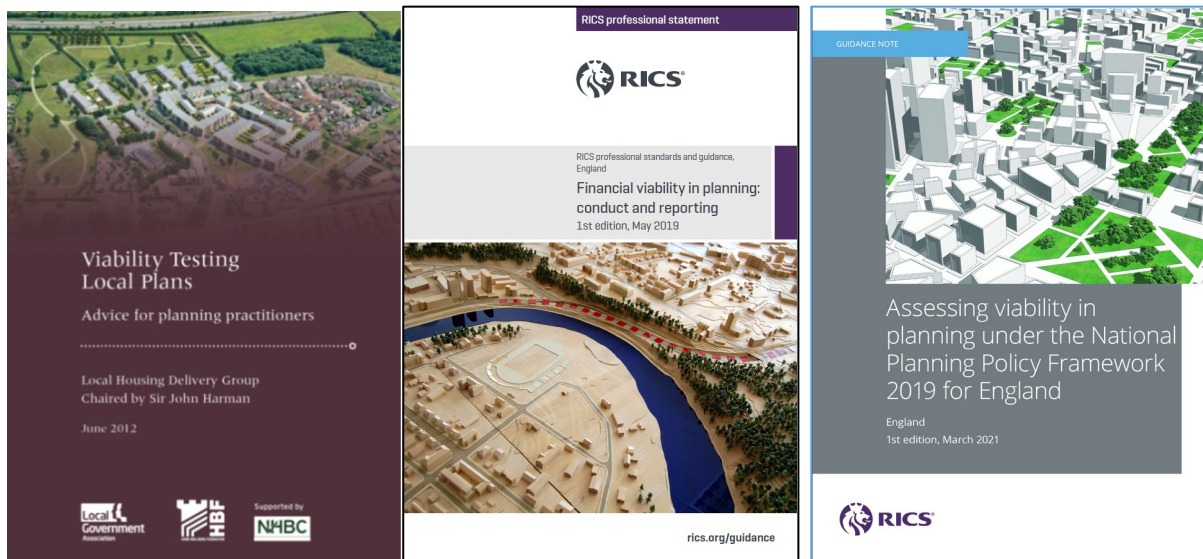 Viability Testing
Local Plans
Advice for planning practitioners
Local Housing Delivery Group
Chaired by Sir John Harman
June 2012
Local
Government
Association
HBF
Supported by
NHBC
RICS professional statement
RICS
RICS professional standards and guidance,
England
Financial viability in planning:
conduct and reporting
1st edition, May 2019
rics.org/guidance
GUIDANCE NOTE
Assessing viability in
planning under the National
Planning Policy Framework
2019 for England
England
1st edition, March 2021
RICS